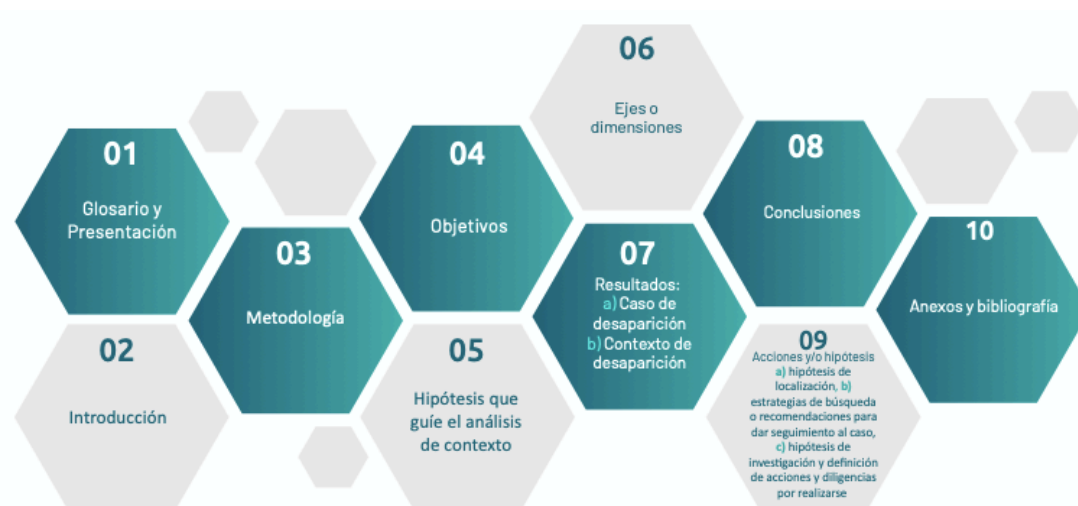 01
Glosario y
Presentación
02
Introducción
03
Metodología
04
Objetivos
05
Hipótesis que
guíe el análisis
de contexto
06
Ejes o
dimensiones
07
Resultados:
a) Caso de
desaparición
b) Contexto de
desaparición
08
Conclusiones
09
Acciones y/o hipótesis
a) hipótesis de
localización, b)
estrategias de búsqueda
o recomendaciones para
dar seguimiento al caso,
c) hipótesis de
investigación y definición
de acciones y diligencias
por realizarse
10
Anexos y bibliografía